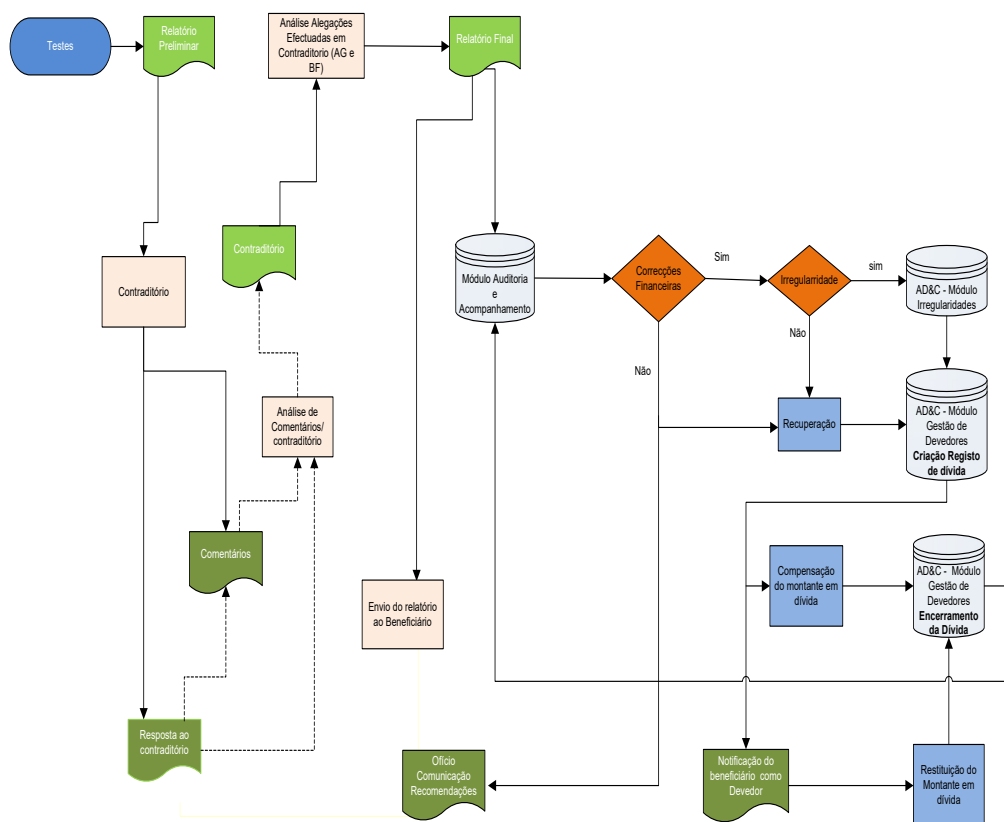 Testes
Relatório
Preliminar
Análise Alegações
Efectuadas em
Contraditorio (AG e
BF)
Relatório Final
Contraditório
Contraditório
Módulo Auditoria
e
Acompanhamento
Correcções
Financeiras
Sim
Irregularridade
sim
AD&C - Módulo
Irregularidades
Não
Não
Análise de
Comentários/
contraditório
Recuperação
AD&C - Módulo
Gestão de
Devedores
Criação Registo
de dívida
Comentários
Envio do relatório
ao Beneficiário
Compensação
do montante em
dívida
AD&C - Módulo
Gestão de
Devedores
Encerramento
da Dívida
Resposta ao
contraditório
Ofício
Comunicação
Recomendações
Notificação do
beneficiário como
Devedor
Restituição do
Montante em
dívida